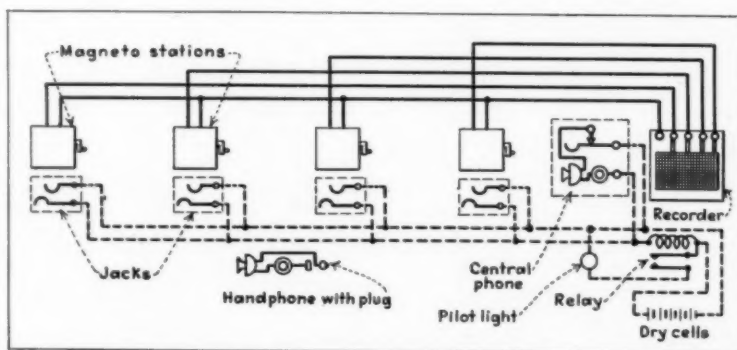 Magneto stations
Recorder
Jacks
Handphone with plug
Central
phone
Pilot light
Relay
Dry cells